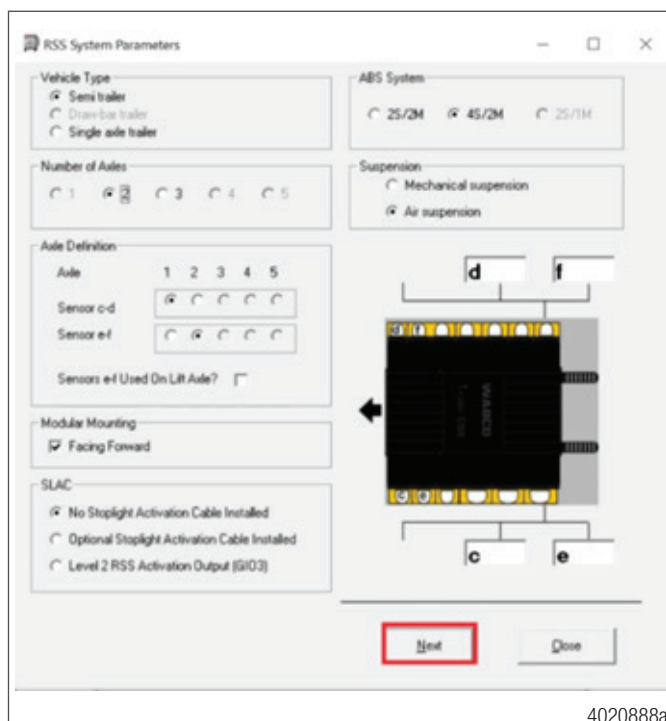 RSS System Parameters
Vehicle Type
Semi trailer
Draw-bar trailer
Single axle trailer
ABS System
2S/2M 4S/2M 2S/1M
Number of Axles
1 2 3 4 5
Suspension
Mechanical suspension
Air suspension
Axle Definition
Axle 1 2 3 4 5
Sensor c-d
Sensor e-f
Sensors e-f Used On Lift Axle?
Modular Mounting
Facing Forward
SLAC
No Stoplight Activation Cable Installed
Optional Stoplight Activation Cable Installed
Level 2 RSS Activation Output (GIO3)
d f
d f
WABCO
c e
c e
Next Close
4020888a